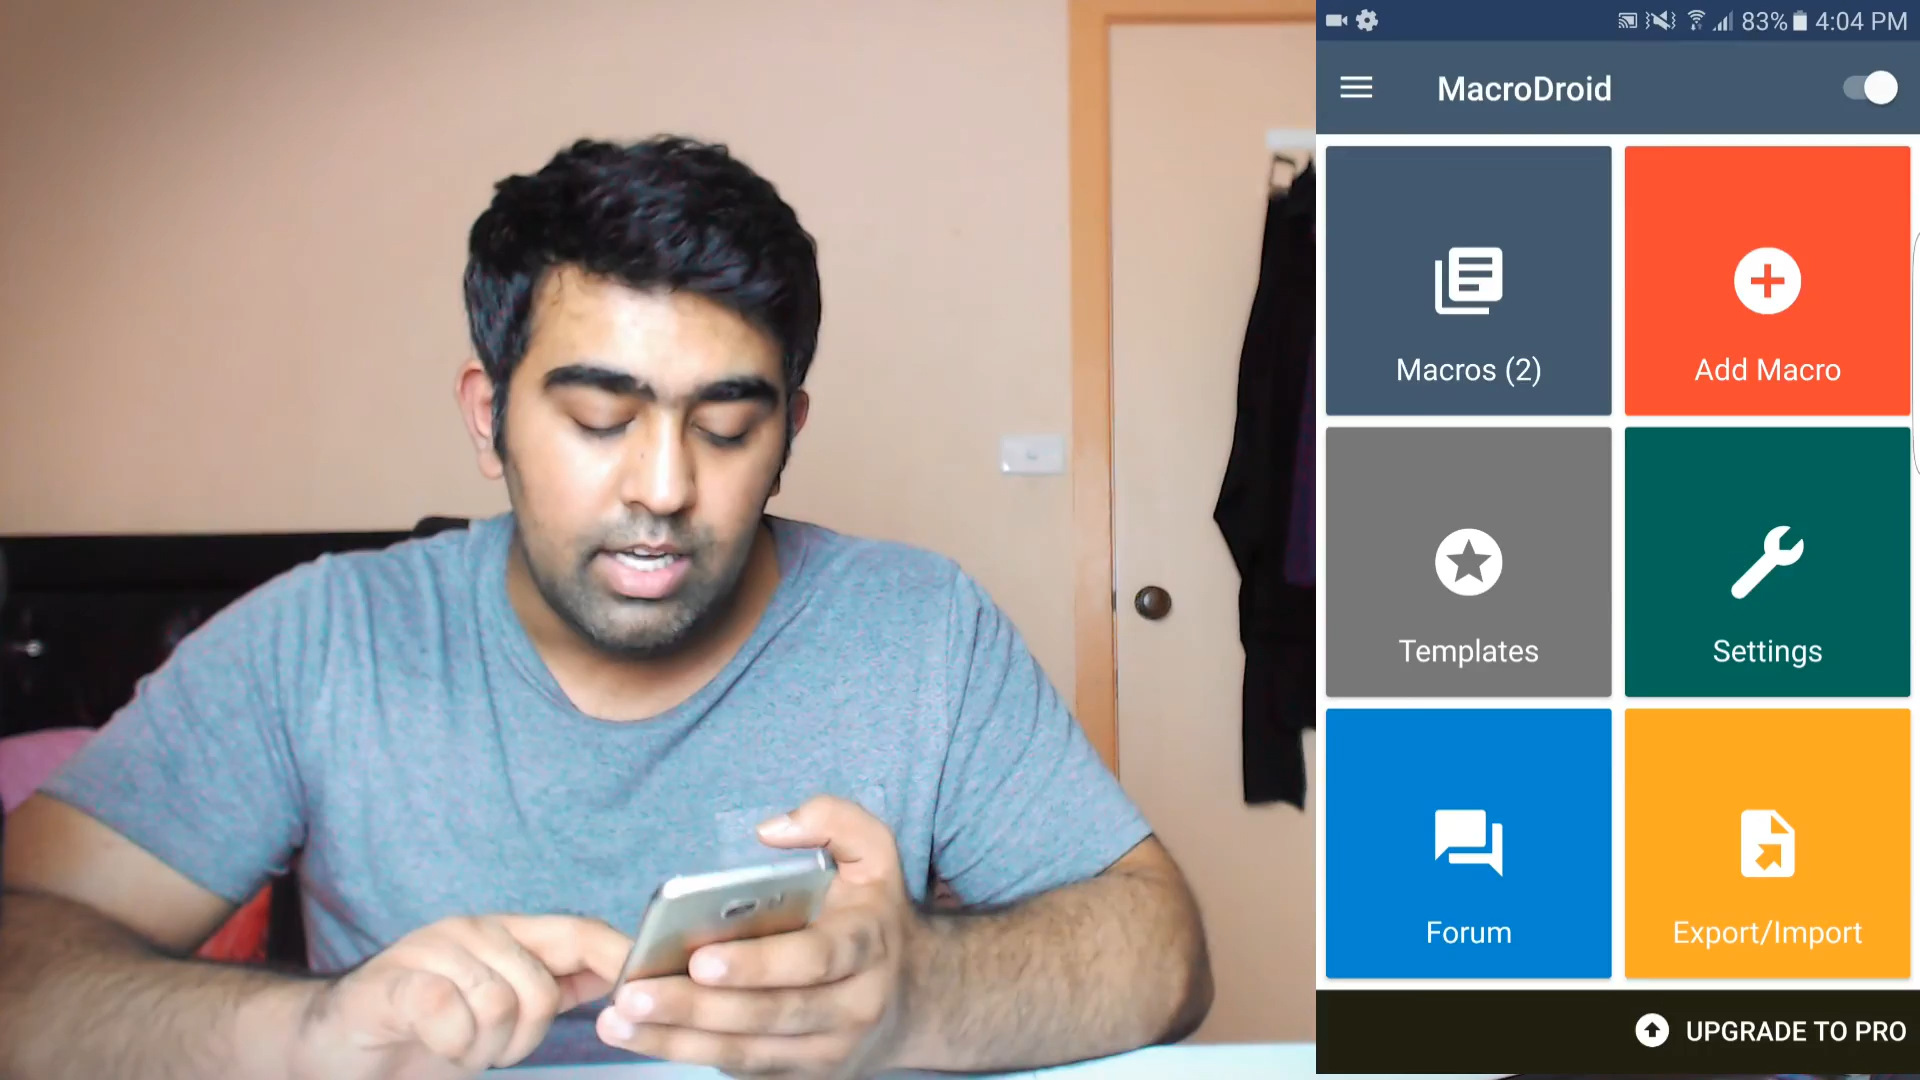 83% 4:04 PM
MacroDroid
Macros (2)
Add Macro
Templates
Settings
Forum
Export/Import
UPGRADE TO PRO